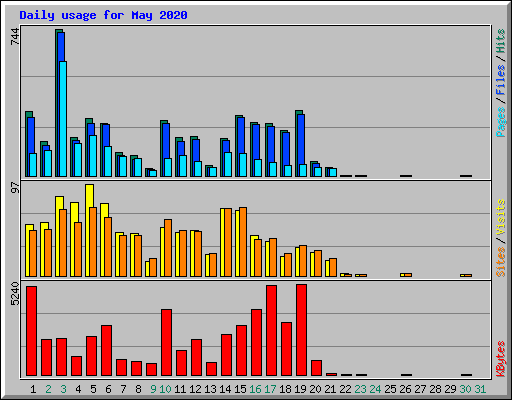 Daily usage for May 2020
744
Pages / Files / Hits
97
Sites / Visits
5240
KBytes
1 2 3 4 5 6 7 8 9 10 11 12 13 14 15 16 17 18 19 20 21 22 23 24 25 26 27 28 29 30 31